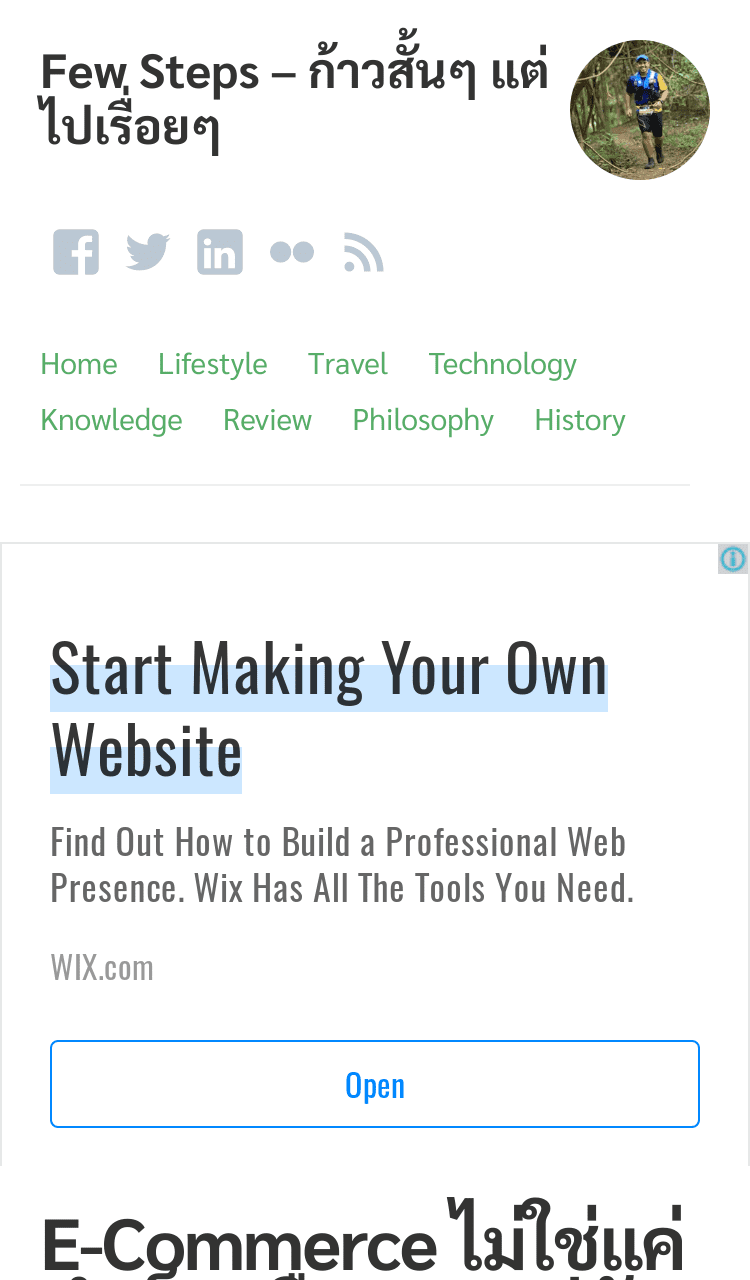 Few Steps – ก้าวสั้นๆ แต่
ไปเรื่อยๆ
Home Lifestyle Travel Technology
Knowledge Review Philosophy History
Start Making Your Own
Website
Find Out How to Build a Professional Web
Presence. Wix Has All The Tools You Need.
WIX.com
Open
E-Commerce ไม่ใช่แค่